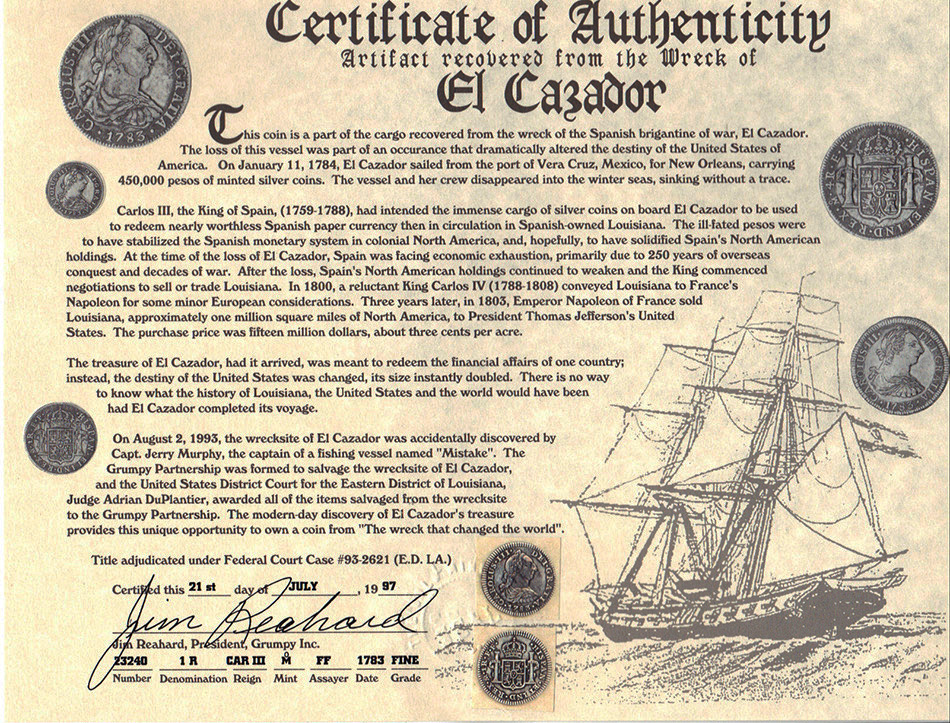 Certificate of Authenticity
Artifact recovered from the Wreck of
El Cazador
CAROLUS·III· DEI·GRATIA·
·1783·
This coin is a part of the cargo recovered from the wreck of the Spanish brigantine of war, El Cazador.
The loss of this vessel was part of an occurance that dramatically altered the destiny of the United States of
America. On January 11, 1784, El Cazador sailed from the port of Vera Cruz, Mexico, for New Orleans, carrying
450,000 pesos of minted silver coins. The vessel and her crew disappeared into the winter seas, sinking without a trace.
Carlos III, the King of Spain, (1759-1788), had intended the immense cargo of silver coins on board El Cazador to be used
to redeem nearly worthless Spanish paper currency then in circulation in Spanish-owned Louisiana. The ill-fated pesos were
to have stabilized the Spanish monetary system in colonial North America, and, hopefully, to have solidified Spain's North American
holdings. At the time of the loss of El Cazador, Spain was facing economic exhaustion, primarily due to 250 years of overseas
conquest and decades of war. After the loss, Spain's North American holdings continued to weaken and the King commenced
negotiations to sell or trade Louisiana. In 1800, a reluctant King Carlos IV (1788-1808) conveyed Louisiana to France's
Napoleon for some minor European considerations. Three years later, in 1803, Emperor Napoleon of France sold
Louisiana, approximately one million square miles of North America, to President Thomas Jefferson's United
States. The purchase price was fifteen million dollars, about three cents per acre.
The treasure of El Cazador, had it arrived, was meant to redeem the financial affairs of one country;
instead, the destiny of the United States was changed, its size instantly doubled. There is no way
to know what the history of Louisiana, the United States and the world would have been
had El Cazador completed its voyage.
On August 2, 1993, the wrecksite of El Cazador was accidentally discovered by
Capt. Jerry Murphy, the captain of a fishing vessel named "Mistake". The
Grumpy Partnership was formed to salvage the wrecksite of El Cazador,
and the United States District Court for the Eastern District of Louisiana,
Judge Adrian DuPlantier, awarded all of the items salvaged from the wrecksite
to the Grumpy Partnership. The modern-day discovery of El Cazador's treasure
provides this unique opportunity to own a coin from "The wreck that changed the world".
Title adjudicated under Federal Court Case #93-2621 (E.D. LA.)
Certified this 21 st day of JULY , 19 97
Jim Reahard
Jim Reahard, President, Grumpy Inc.
23240 1 R CAR III M̊ FF 1783 FINE
Number Denomination Reign Mint Assayer Date Grade